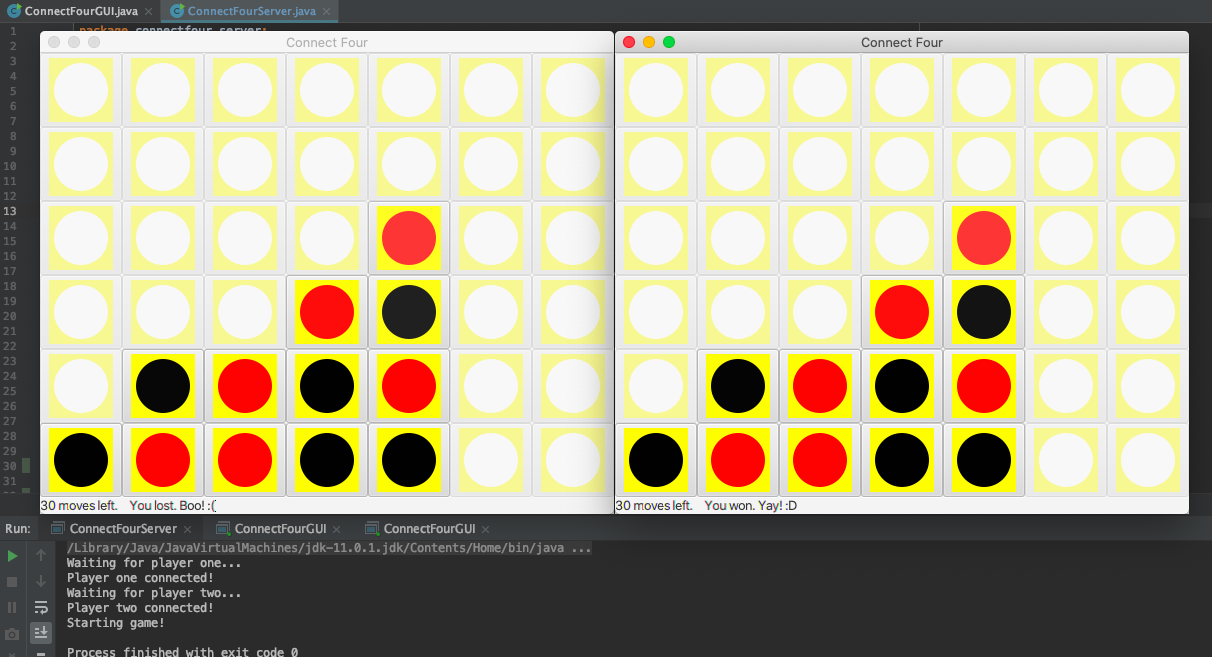 ConnectFourGUI.java ConnectFourServer.java
1 package connectfour.server;
2
3
4
5
6
7
8
9
10
11
12
13
14
15
16
17
18
19
20
21
22
23
24
25
26
27
28
29
30
31
Connect Four
30 moves left. You lost. Boo! :(
Connect Four
30 moves left. You won. Yay! :D
Run: ConnectFourServer ConnectFourGUI ConnectFourGUI
/Library/Java/JavaVirtualMachines/jdk-11.0.1.jdk/Contents/Home/bin/java ...
Waiting for player one...
Player one connected!
Waiting for player two...
Player two connected!
Starting game!
Process finished with exit code 0